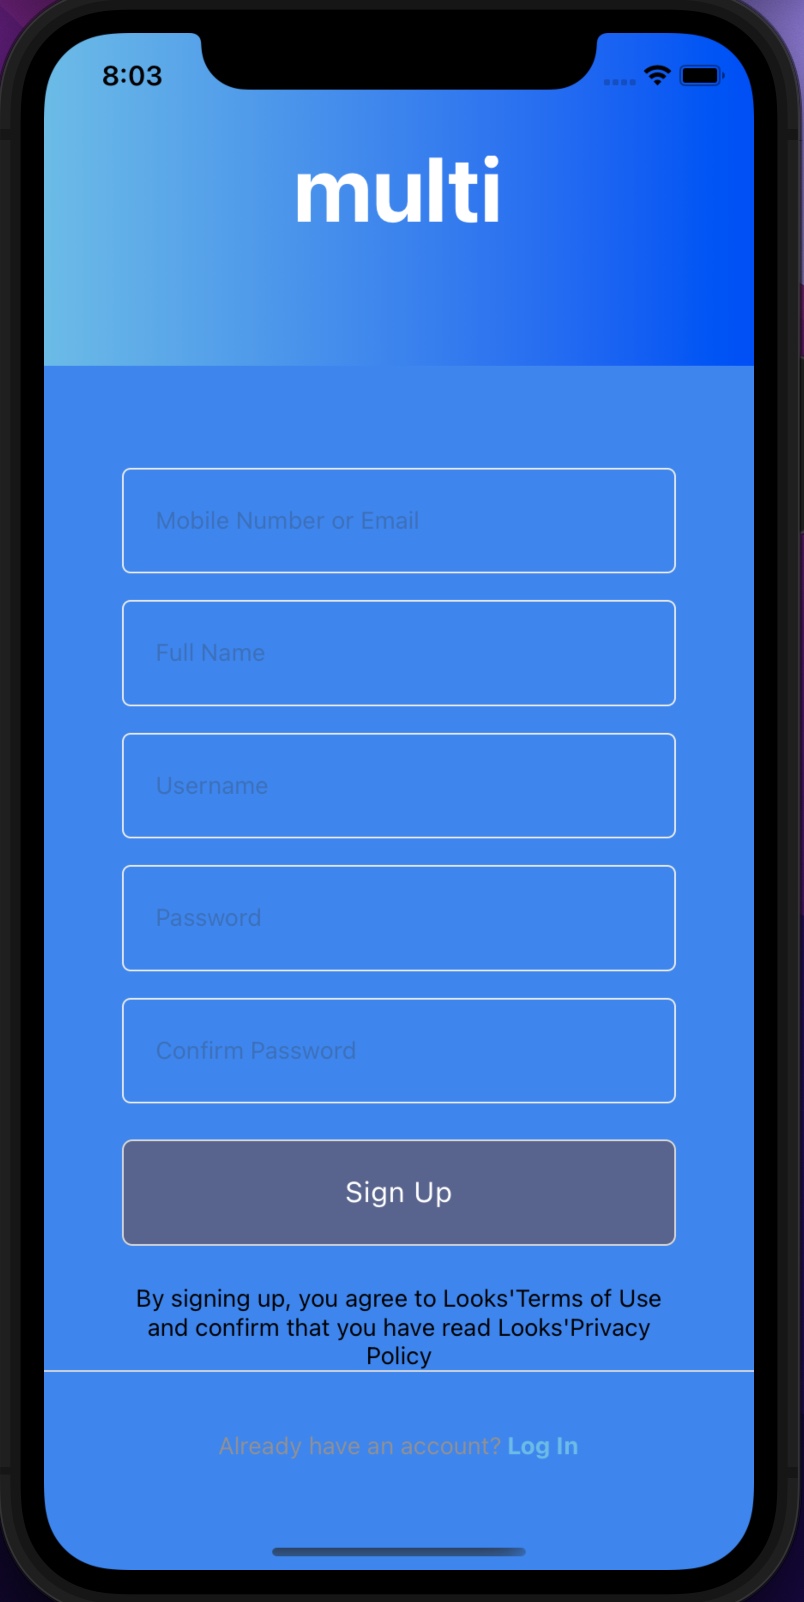 8:03
multi
Mobile Number or Email
Full Name
Username
Password
Confirm Password
Sign Up
By signing up, you agree to Looks'Terms of Use
and confirm that you have read Looks'Privacy
Policy
Already have an account? Log In